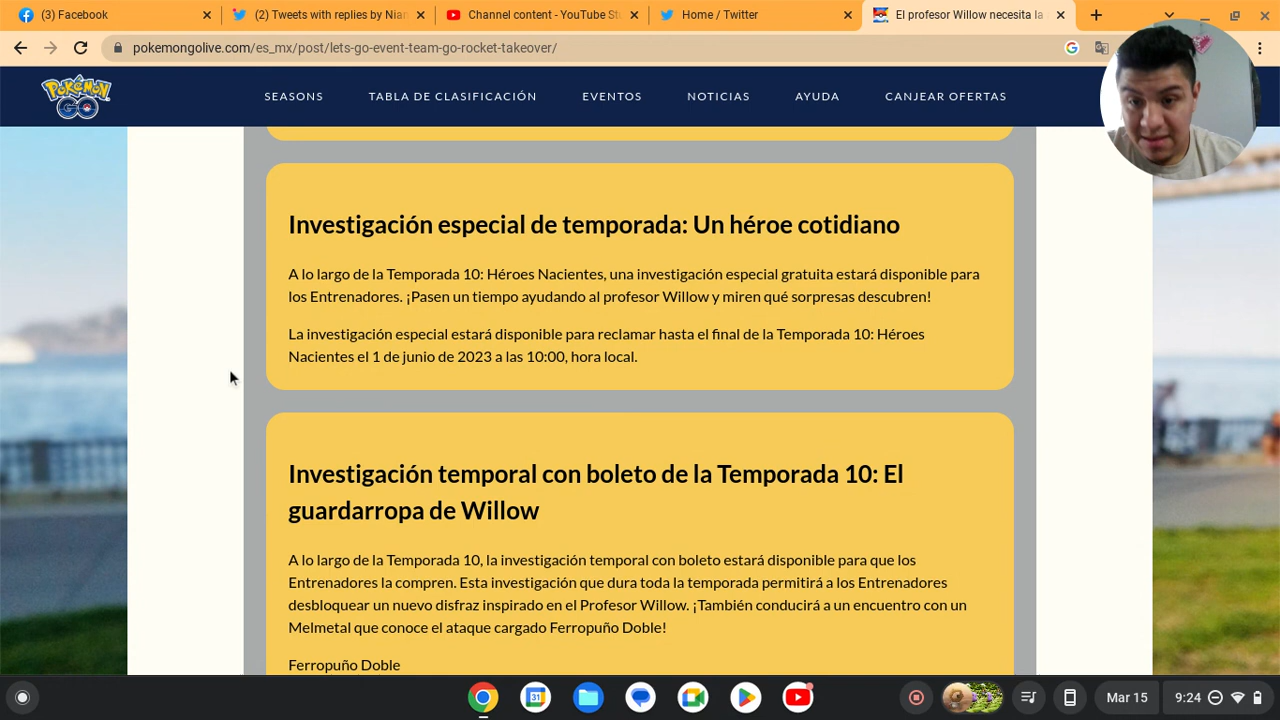 (3) Facebook
(2) Tweets with replies by Nian
Channel content - YouTube Stu
Home / Twitter
El profesor Willow necesita la
pokemongolive.com/es_mx/post/lets-go-event-team-go-rocket-takeover/
POKÉMON GO
SEASONS
TABLA DE CLASIFICACIÓN
EVENTOS
NOTICIAS
AYUDA
CANJEAR OFERTAS
Investigación especial de temporada: Un héroe cotidiano
A lo largo de la Temporada 10: Héroes Nacientes, una investigación especial gratuita estará disponible para
los Entrenadores. ¡Pasen un tiempo ayudando al profesor Willow y miren qué sorpresas descubren!
La investigación especial estará disponible para reclamar hasta el final de la Temporada 10: Héroes
Nacientes el 1 de junio de 2023 a las 10:00, hora local.
Investigación temporal con boleto de la Temporada 10: El
guardarropa de Willow
A lo largo de la Temporada 10, la investigación temporal con boleto estará disponible para que los
Entrenadores la compren. Esta investigación que dura toda la temporada permitirá a los Entrenadores
desbloquear un nuevo disfraz inspirado en el Profesor Willow. ¡También conducirá a un encuentro con un
Melmetal que conoce el ataque cargado Ferropuño Doble!
Ferropuño Doble
31
Mar 15
9:24